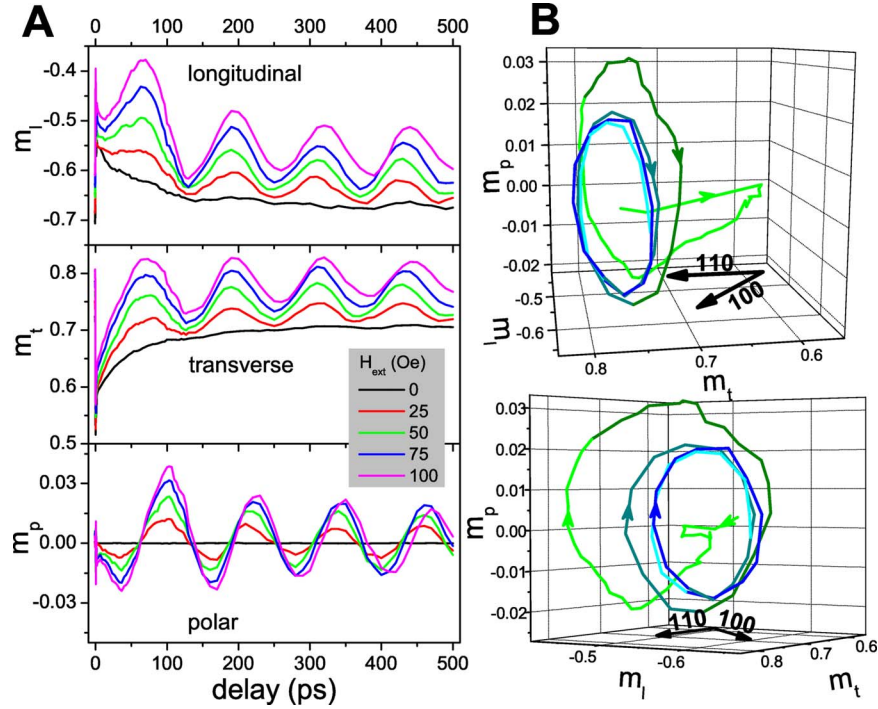 A
B
0 100 200 300 400 500
longitudinal
-0.4
-0.5
-0.6
-0.7
m_l
transverse
0.8
0.7
0.6
0.5
m_t
H_ext (Oe)
0
25
50
75
100
polar
0.03
0.00
-0.03
m_p
0 100 200 300 400 500
delay (ps)
0.03
0.02
0.01
0.00
-0.01
-0.02
-0.5
-0.6
m_p
m_l
110
100
0.8 0.7 0.6
m_t
0.03
0.02
0.01
0.00
-0.01
-0.02
m_p
110 100
-0.5 -0.6 0.8 0.7 0.6
m_l m_t